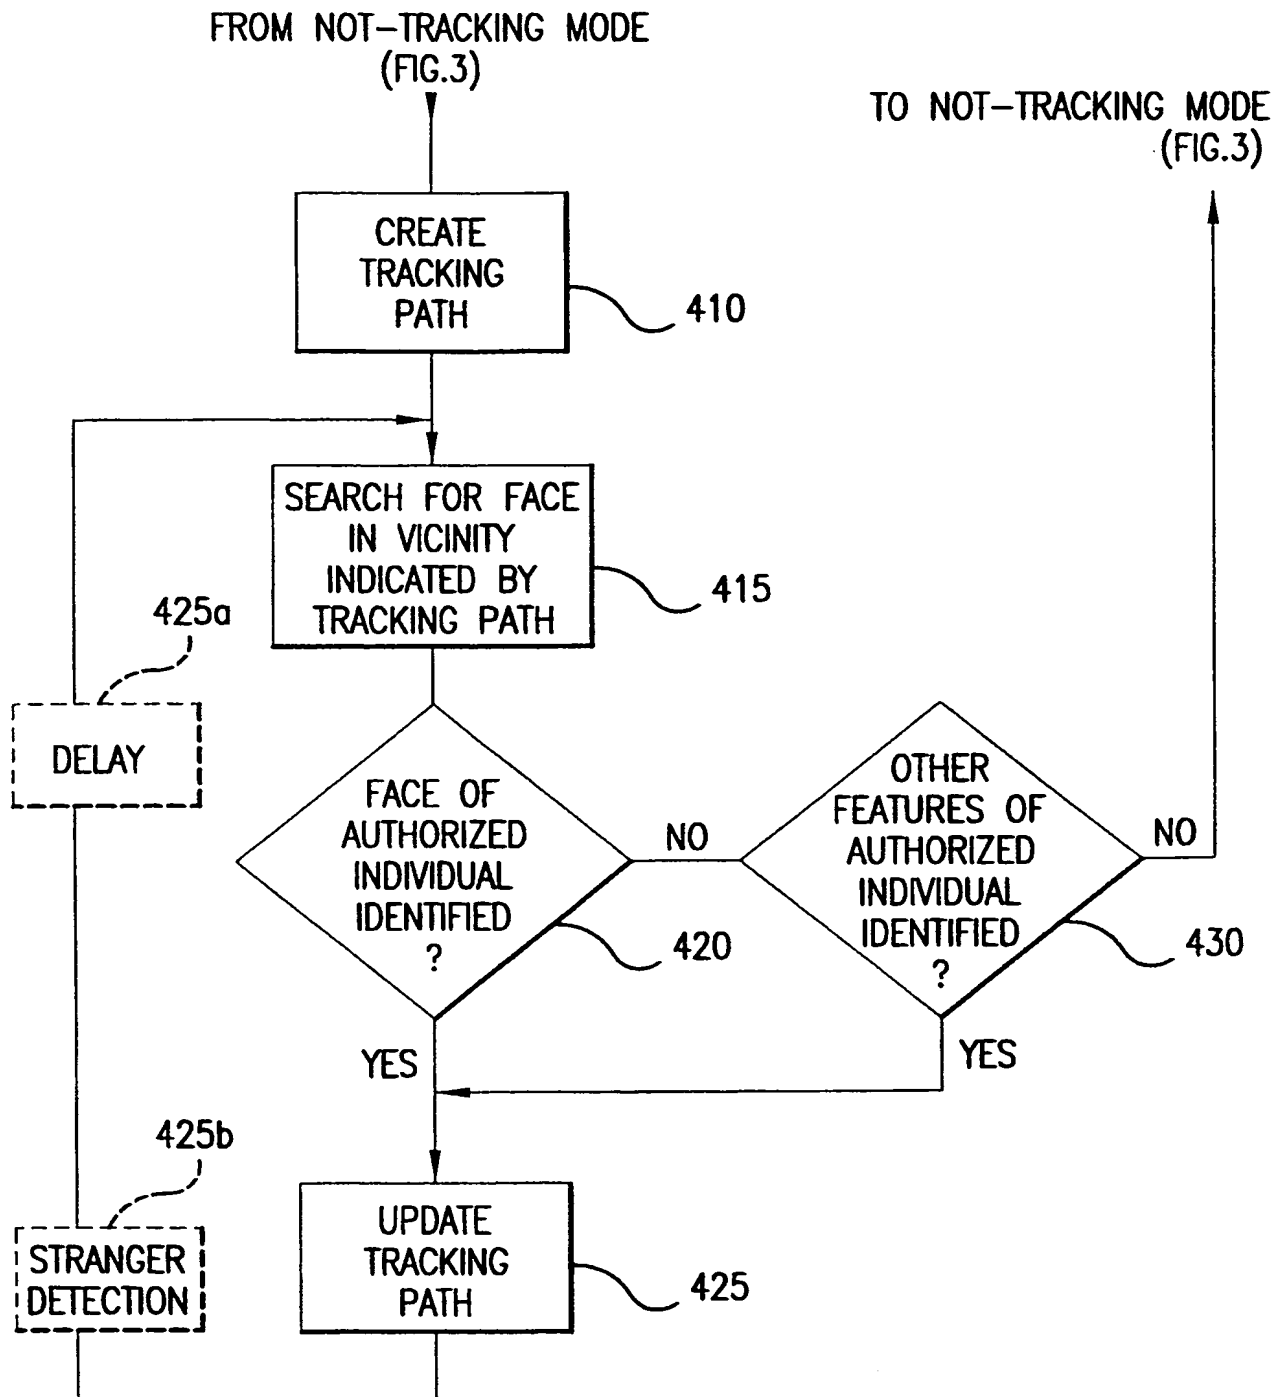 FROM NOT-TRACKING MODE
(FIG.3)
TO NOT-TRACKING MODE
(FIG.3)
CREATE
TRACKING
PATH
410
SEARCH FOR FACE
IN VICINITY
INDICATED BY
TRACKING PATH
415
425a
DELAY
FACE OF
AUTHORIZED
INDIVIDUAL
IDENTIFIED
?
NO
420
OTHER
FEATURES OF
AUTHORIZED
INDIVIDUAL
IDENTIFIED
?
NO
430
YES
YES
425b
STRANGER
DETECTION
UPDATE
TRACKING
PATH
425